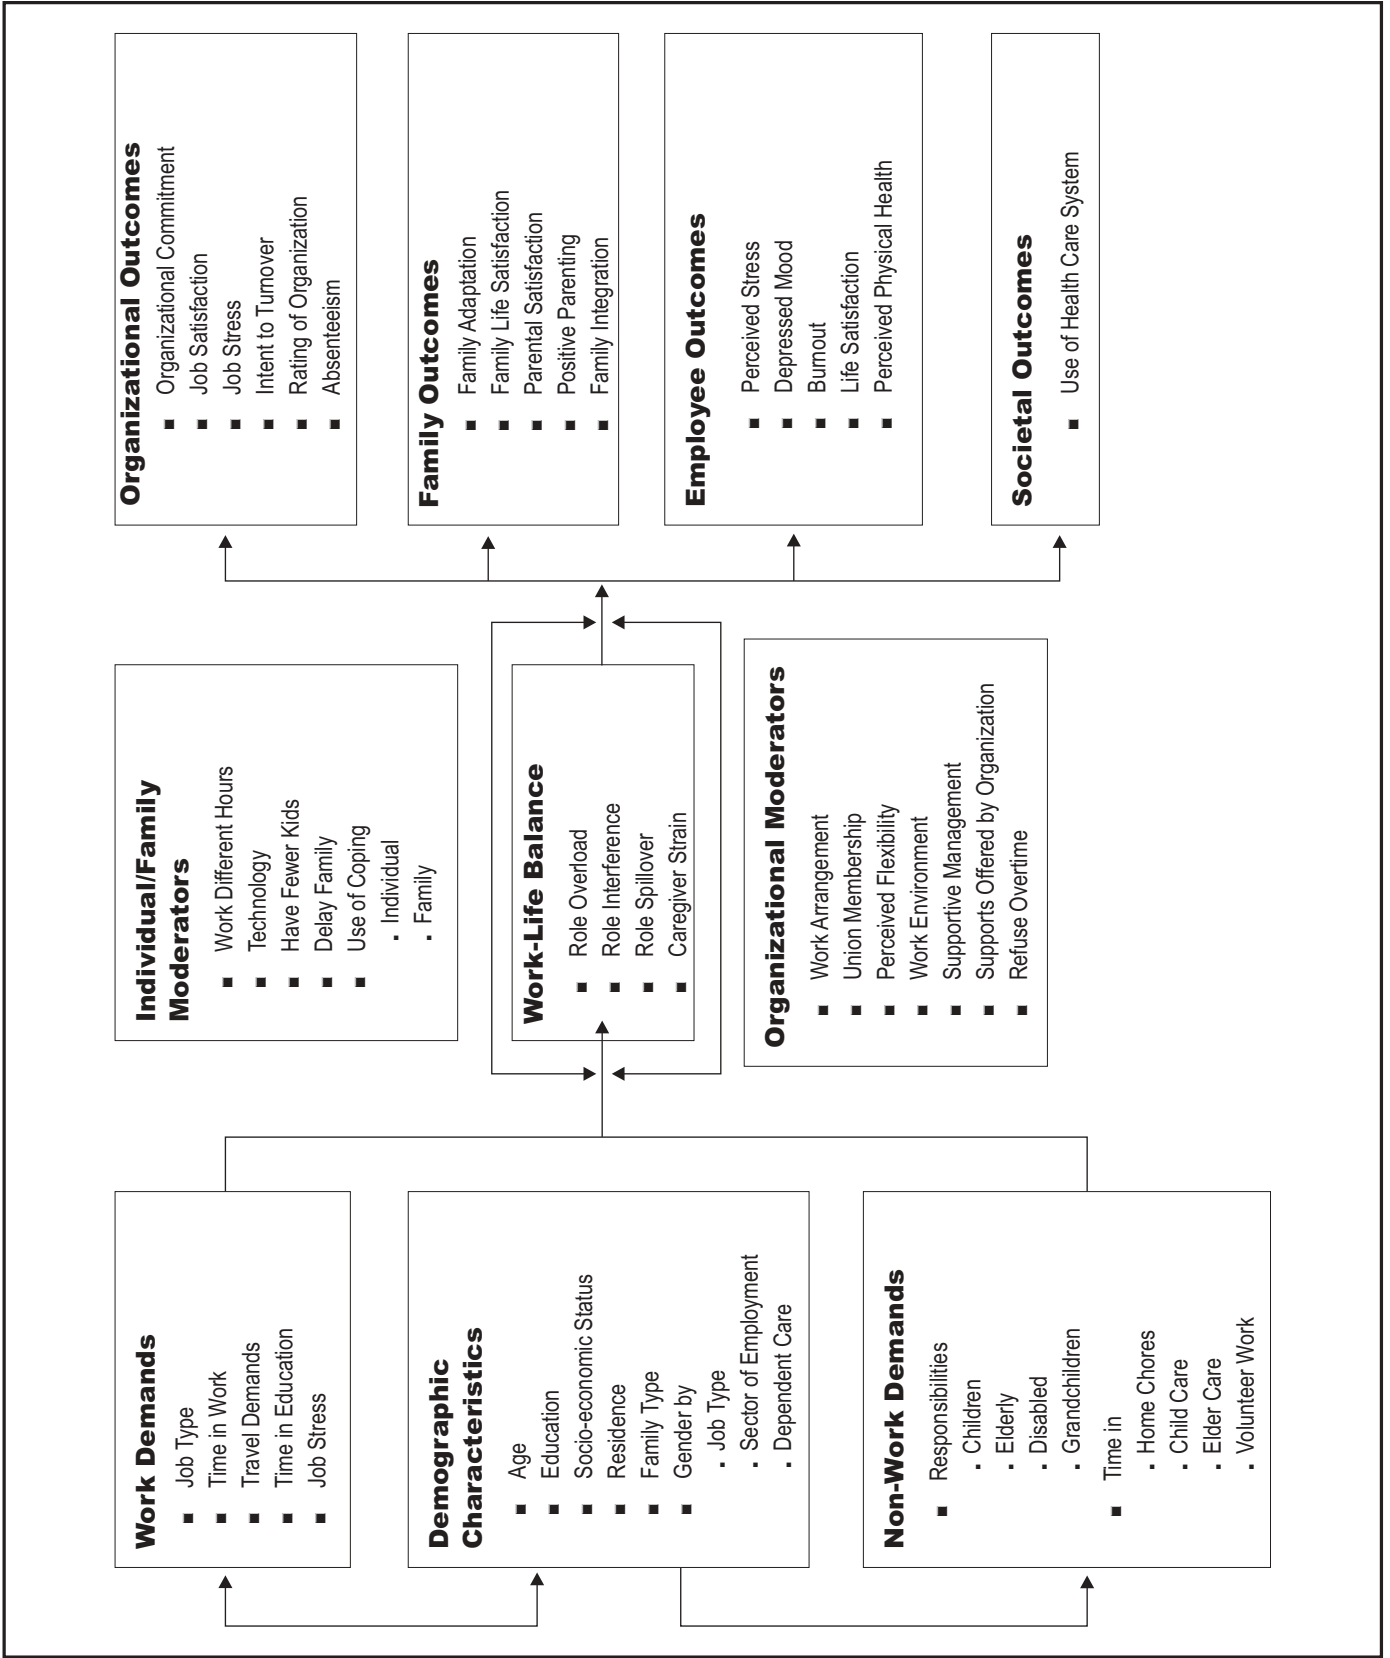 Work Demands
Job Type
Time in Work
Travel Demands
Time in Education
Job Stress
Demographic
Characteristics
Age
Education
Socio-economic Status
Residence
Family Type
Gender by
Job Type
Sector of Employment
Dependent Care
Non-Work Demands
Responsibilities
Children
Elderly
Disabled
Grandchildren
Time in
Home Chores
Child Care
Elder Care
Volunteer Work
Individual/Family
Moderators
Work Different Hours
Technology
Have Fewer Kids
Delay Family
Use of Coping
Individual
Family
Work-Life Balance
Role Overload
Role Interference
Role Spillover
Caregiver Strain
Organizational Moderators
Work Arrangement
Union Membership
Perceived Flexibility
Work Environment
Supportive Management
Supports Offered by Organization
Refuse Overtime
Organizational Outcomes
Organizational Commitment
Job Satisfaction
Job Stress
Intent to Turnover
Rating of Organization
Absenteeism
Family Outcomes
Family Adaptation
Family Life Satisfaction
Parental Satisfaction
Positive Parenting
Family Integration
Employee Outcomes
Perceived Stress
Depressed Mood
Burnout
Life Satisfaction
Perceived Physical Health
Societal Outcomes
Use of Health Care System